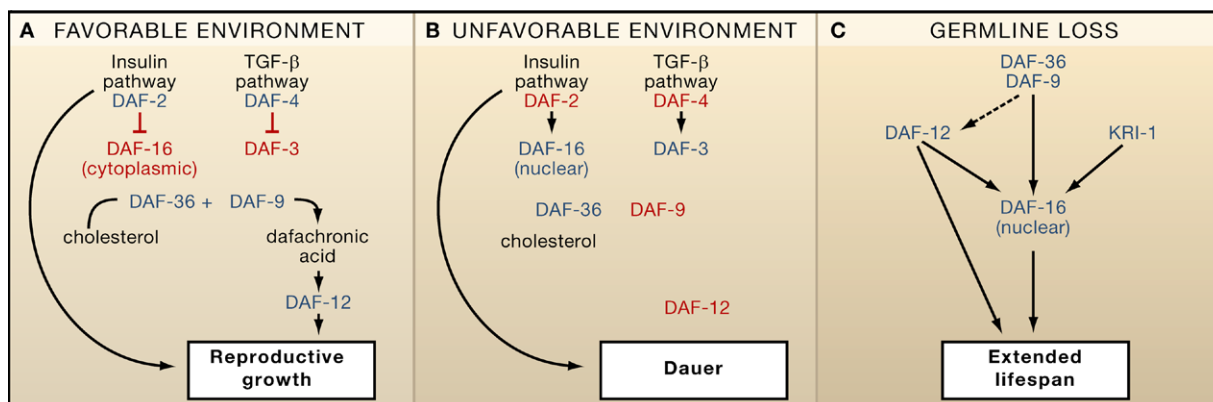 A FAVORABLE ENVIRONMENT
Insulin
pathway
DAF-2
TGF-β
pathway
DAF-4
DAF-16
(cytoplasmic)
DAF-3
DAF-36 + DAF-9
cholesterol
dafachronic
acid
DAF-12
Reproductive
growth
B UNFAVORABLE ENVIRONMENT
Insulin
pathway
DAF-2
TGF-β
pathway
DAF-4
DAF-16
(nuclear)
DAF-3
DAF-36 DAF-9
cholesterol
DAF-12
Dauer
C GERMLINE LOSS
DAF-36
DAF-9
DAF-12
KRI-1
DAF-16
(nuclear)
Extended
lifespan